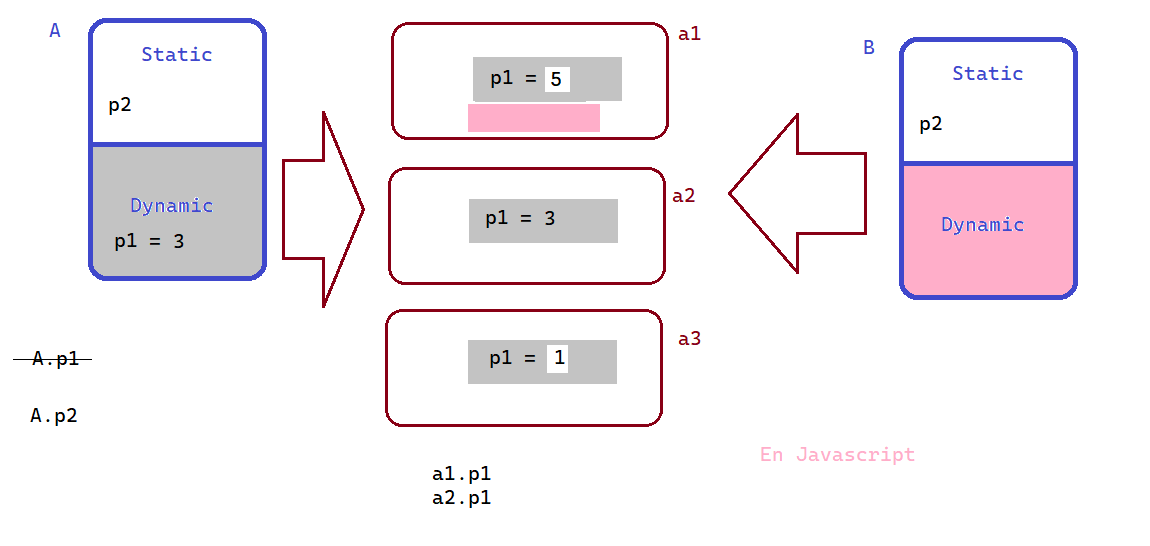 A
Static
p2
Dynamic
p1 = 3
A.p1
A.p2
a1
p1 = 5
a2
p1 = 3
a3
p1 = 1
a1.p1
a2.p1
B
Static
p2
Dynamic
En Javascript